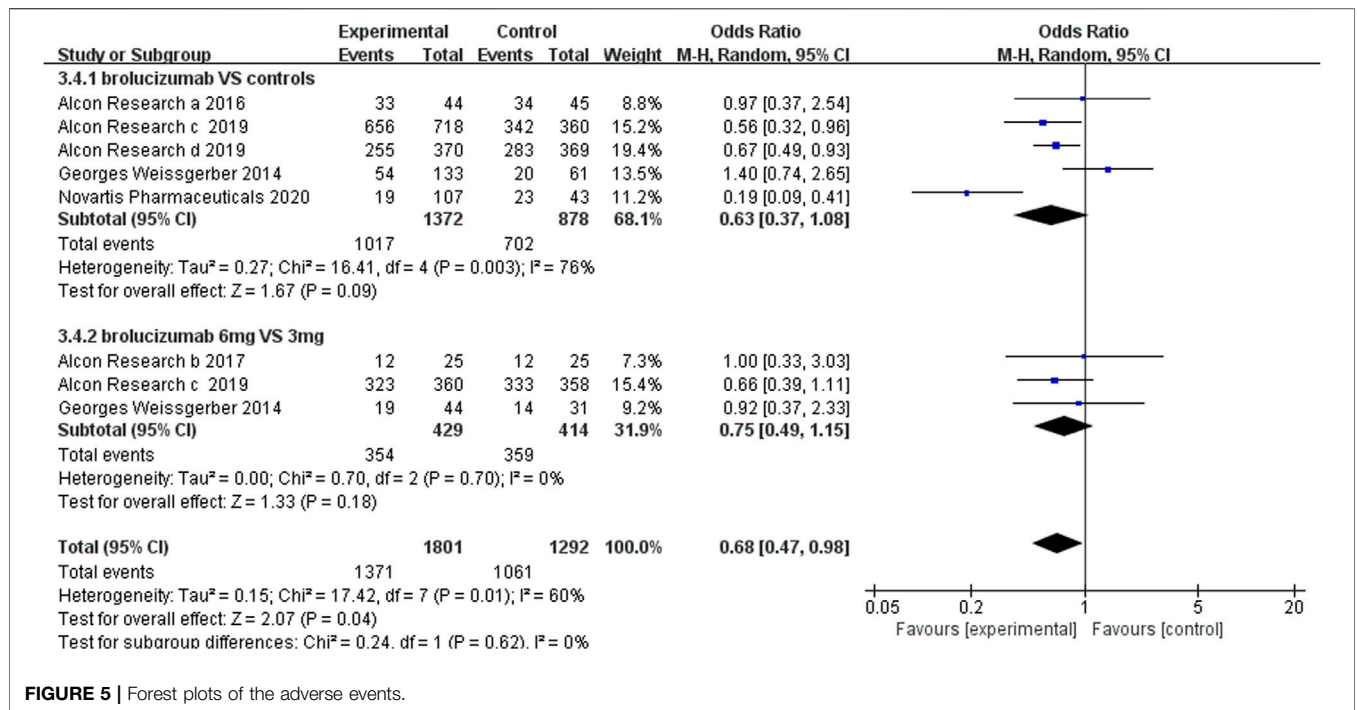 Experimental Control Odds Ratio Odds Ratio
Study or Subgroup Events Total Events Total Weight M-H, Random, 95% CI M-H, Random, 95% CI
3.4.1 brolucizumab VS controls
Alcon Research a 2016 33 44 34 45 8.8% 0.97 [0.37, 2.54]
Alcon Research c 2019 656 718 342 360 15.2% 0.56 [0.32, 0.96]
Alcon Research d 2019 255 370 283 369 19.4% 0.67 [0.49, 0.93]
Georges Weissgerber 2014 54 133 20 61 13.5% 1.40 [0.74, 2.65]
Novartis Pharmaceuticals 2020 19 107 23 43 11.2% 0.19 [0.09, 0.41]
Subtotal (95% CI) 1372 878 68.1% 0.63 [0.37, 1.08]
Total events 1017 702
Heterogeneity: Tau² = 0.27; Chi² = 16.41, df = 4 (P = 0.003); I² = 76%
Test for overall effect: Z = 1.67 (P = 0.09)
3.4.2 brolucizumab 6mg VS 3mg
Alcon Research b 2017 12 25 12 25 7.3% 1.00 [0.33, 3.03]
Alcon Research c 2019 323 360 333 358 15.4% 0.66 [0.39, 1.11]
Georges Weissgerber 2014 19 44 14 31 9.2% 0.92 [0.37, 2.33]
Subtotal (95% CI) 429 414 31.9% 0.75 [0.49, 1.15]
Total events 354 359
Heterogeneity: Tau² = 0.00; Chi² = 0.70, df = 2 (P = 0.70); I² = 0%
Test for overall effect: Z = 1.33 (P = 0.18)
Total (95% CI) 1801 1292 100.0% 0.68 [0.47, 0.98]
Total events 1371 1061
Heterogeneity: Tau² = 0.15; Chi² = 17.42, df = 7 (P = 0.01); I² = 60%
Test for overall effect: Z = 2.07 (P = 0.04)
Test for subgroup differences: Chi² = 0.24, df = 1 (P = 0.62), I² = 0%
0.05 0.2 1 5 20
Favours [experimental] Favours [control]
FIGURE 5 | Forest plots of the adverse events.